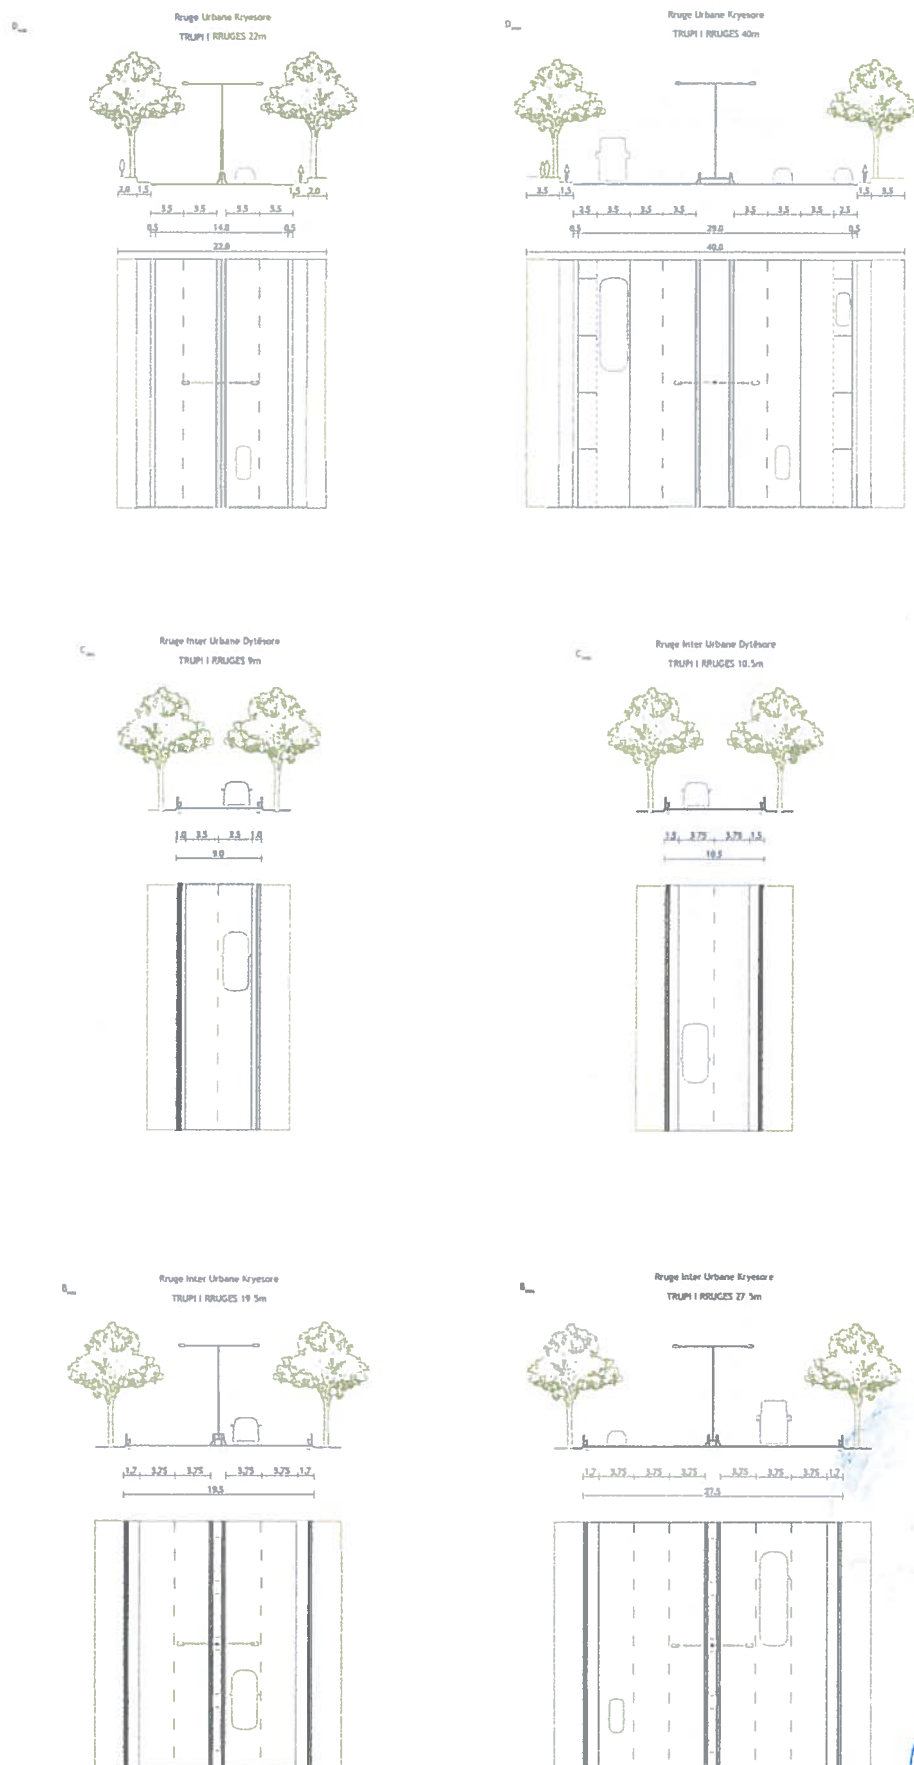 Rruge Urbane Kryesore
TRUPI I RRUGES 22m
2.0 1.5 1.5 2.0
3.5 3.5 3.5 3.5
0.5 14.0 0.5
22.0
Rruge Urbane Kryesore
TRUPI I RRUGES 40m
3.5 1.5 1.5 3.5
2.5 3.5 3.5 3.5 3.5 3.5 3.5 2.5
0.5 29.0 0.5
40.0
Rruge Inter Urbane Dytësore
TRUPI I RRUGES 9m
1.0 3.5 3.5 1.0
9.0
Rruge Inter Urbane Dytësore
TRUPI I RRUGES 10.5m
1.5 3.75 3.75 1.5
10.5
Rruge Inter Urbane Kryesore
TRUPI I RRUGES 19.5m
1.7 3.75 3.75 3.75 3.75 1.7
19.5
Rruge Inter Urbane Kryesore
TRUPI I RRUGES 27.5m
1.7 3.75 3.75 3.75 3.75 3.75 3.75 1.7
27.5